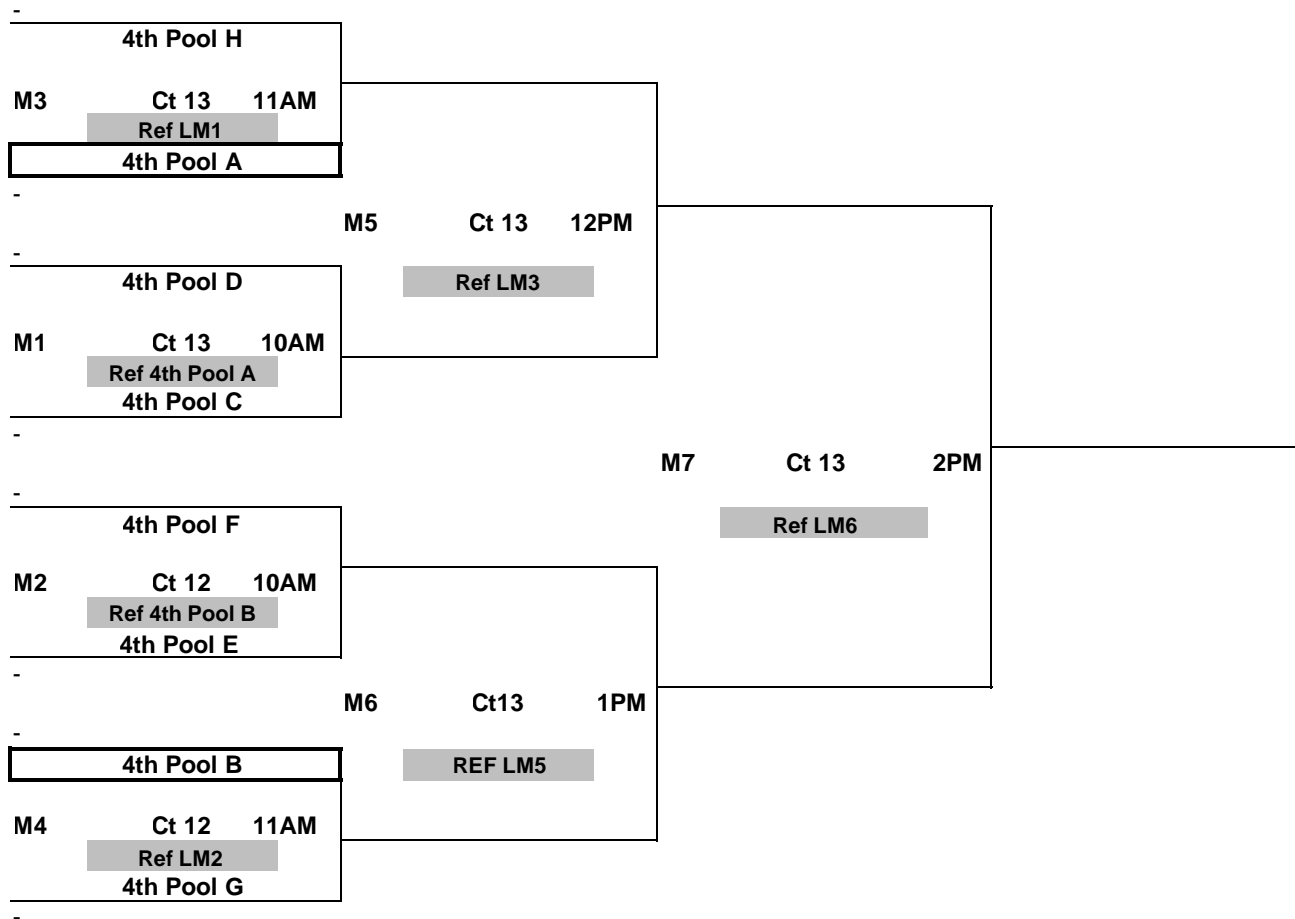 -
4th Pool H
M3 Ct 13 11AM
Ref LM1
4th Pool A
-
M5 Ct 13 12PM
-
4th Pool D
Ref LM3
M1 Ct 13 10AM
Ref 4th Pool A
4th Pool C
-
M7 Ct 13 2PM
-
4th Pool F
Ref LM6
M2 Ct 12 10AM
Ref 4th Pool B
4th Pool E
-
M6 Ct13 1PM
-
4th Pool B
REF LM5
M4 Ct 12 11AM
Ref LM2
4th Pool G
-